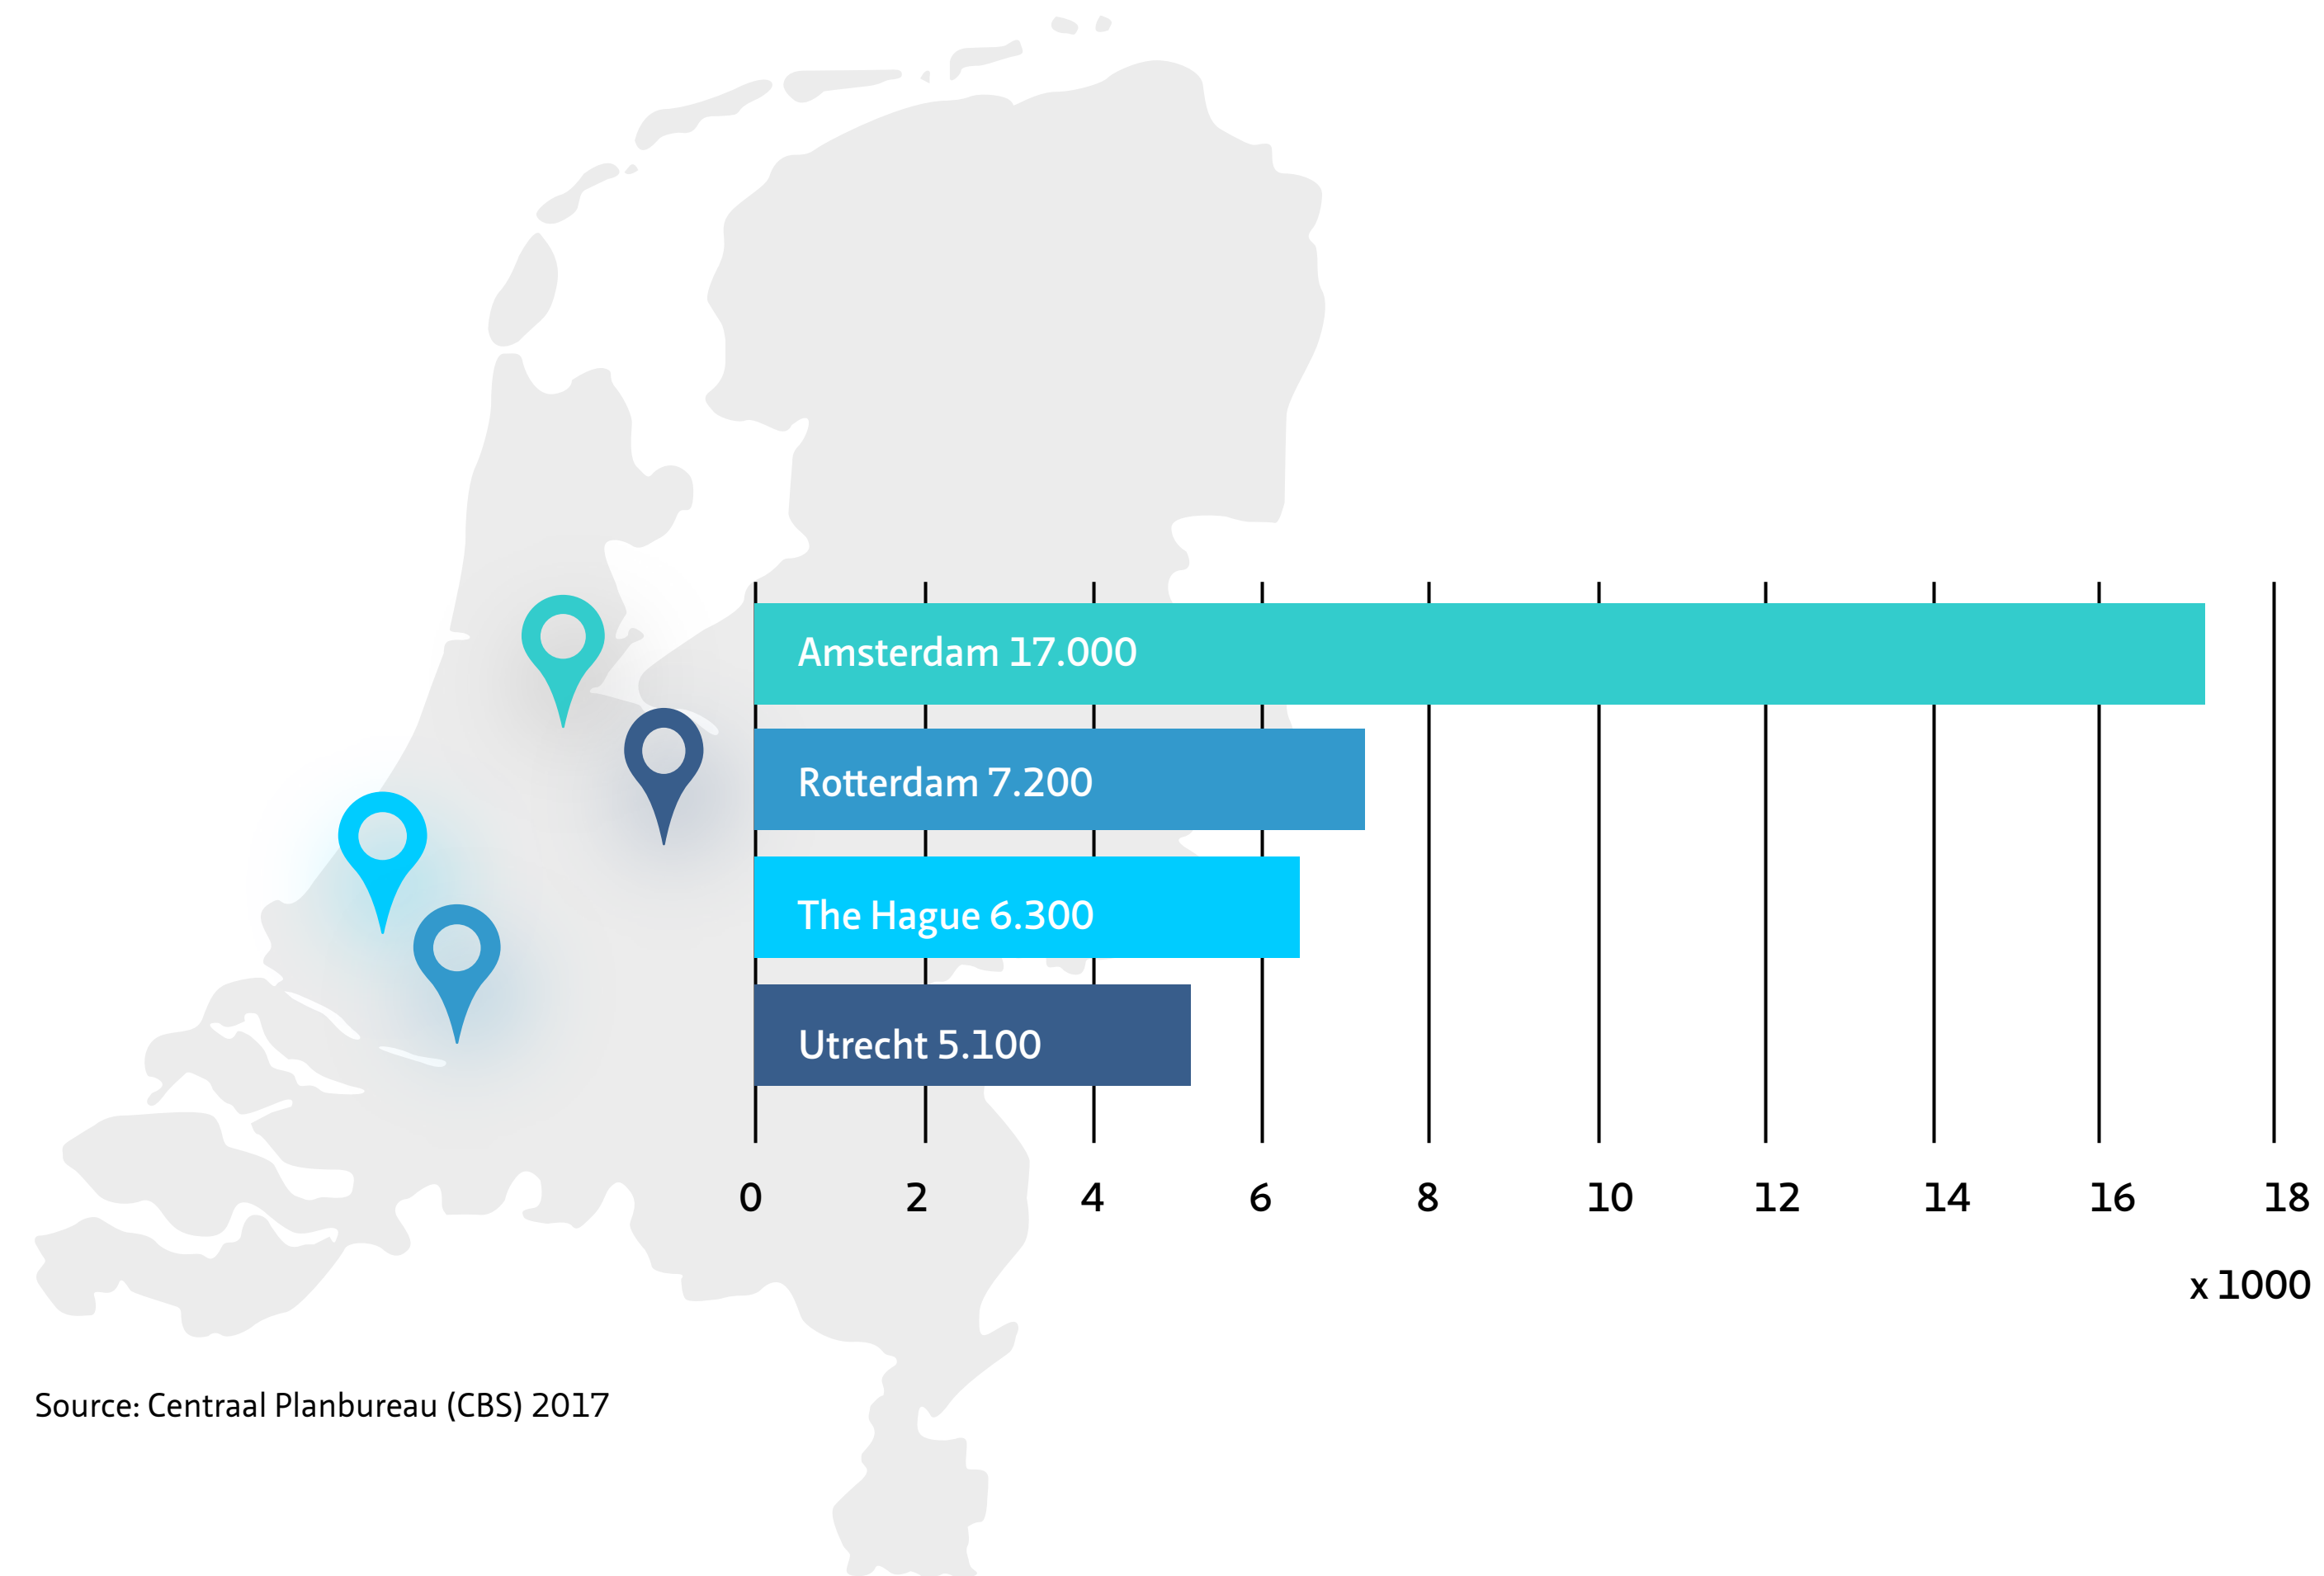 Amsterdam 17.000
Rotterdam 7.200
The Hague 6.300
Utrecht 5.100
0 2 4 6 8 10 12 14 16 18
x 1000
Source: Centraal Planbureau (CBS) 2017